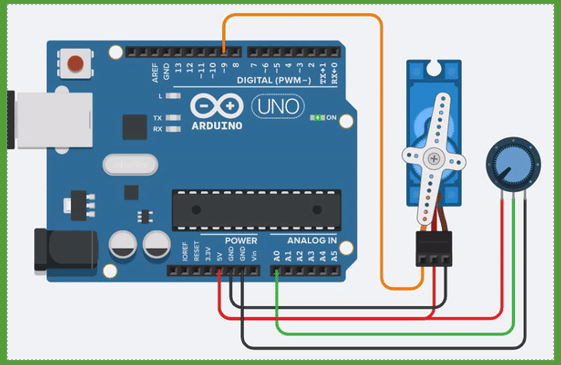 AREF
GND
13
12
~11
~10
~9
8
7
~6
~5
4
~3
2
TX→1
RX←0
DIGITAL (PWM~)
L
TX
RX
UNO
ARDUINO
ON
POWER
ANALOG IN
IOREF
RESET
3.3V
5V
GND
GND
Vin
A0
A1
A2
A3
A4
A5